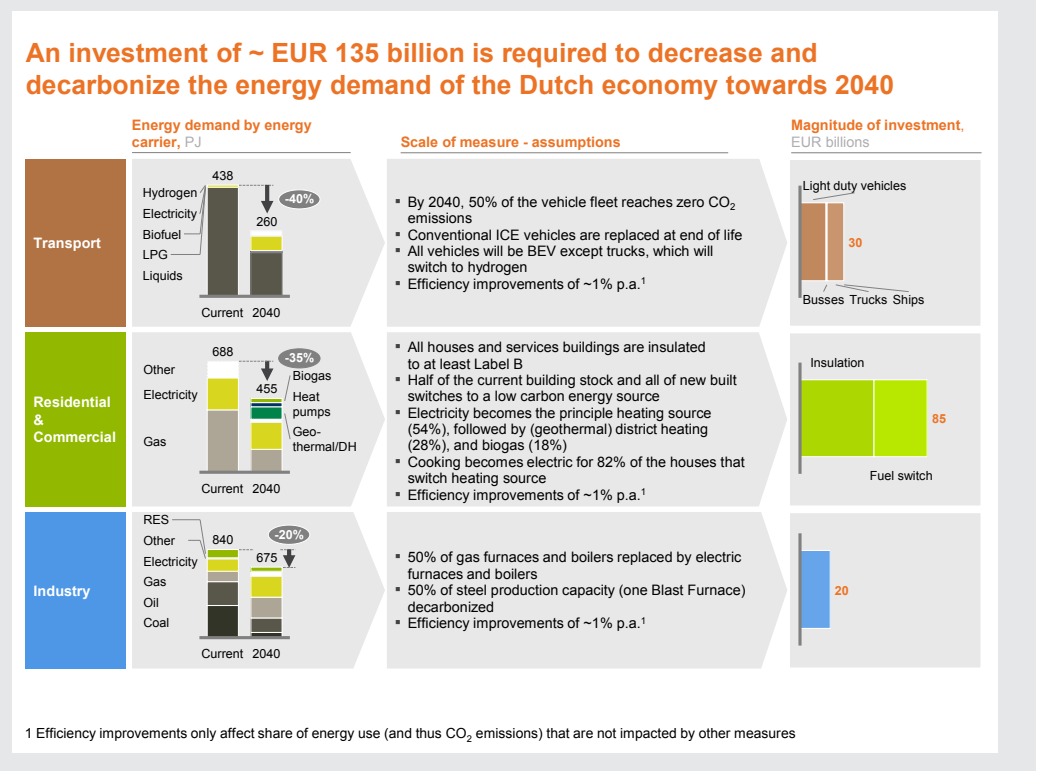 An investment of ~ EUR 135 billion is required to decrease and
decarbonize the energy demand of the Dutch economy towards 2040
Energy demand by energy
carrier, PJ
Scale of measure - assumptions
Magnitude of investment,
EUR billions
Transport
438
Hydrogen
Electricity
Biofuel
LPG
Liquids
-40%
260
Current 2040
▪ By 2040, 50% of the vehicle fleet reaches zero CO2
emissions
▪ Conventional ICE vehicles are replaced at end of life
▪ All vehicles will be BEV except trucks, which will
switch to hydrogen
▪ Efficiency improvements of ~1% p.a.1
Light duty vehicles
30
Busses Trucks Ships
Residential
&
Commercial
688
Other
Electricity
Gas
-35%
455
Biogas
Heat
pumps
Geo-
thermal/DH
Current 2040
▪ All houses and services buildings are insulated
to at least Label B
▪ Half of the current building stock and all of new built
switches to a low carbon energy source
▪ Electricity becomes the principle heating source
(54%), followed by (geothermal) district heating
(28%), and biogas (18%)
▪ Cooking becomes electric for 82% of the houses that
switch heating source
▪ Efficiency improvements of ~1% p.a.1
Insulation
85
Fuel switch
Industry
RES
Other
Electricity
Gas
Oil
Coal
840
-20%
675
Current 2040
▪ 50% of gas furnaces and boilers replaced by electric
furnaces and boilers
▪ 50% of steel production capacity (one Blast Furnace)
decarbonized
▪ Efficiency improvements of ~1% p.a.1
20
1 Efficiency improvements only affect share of energy use (and thus CO2 emissions) that are not impacted by other measures